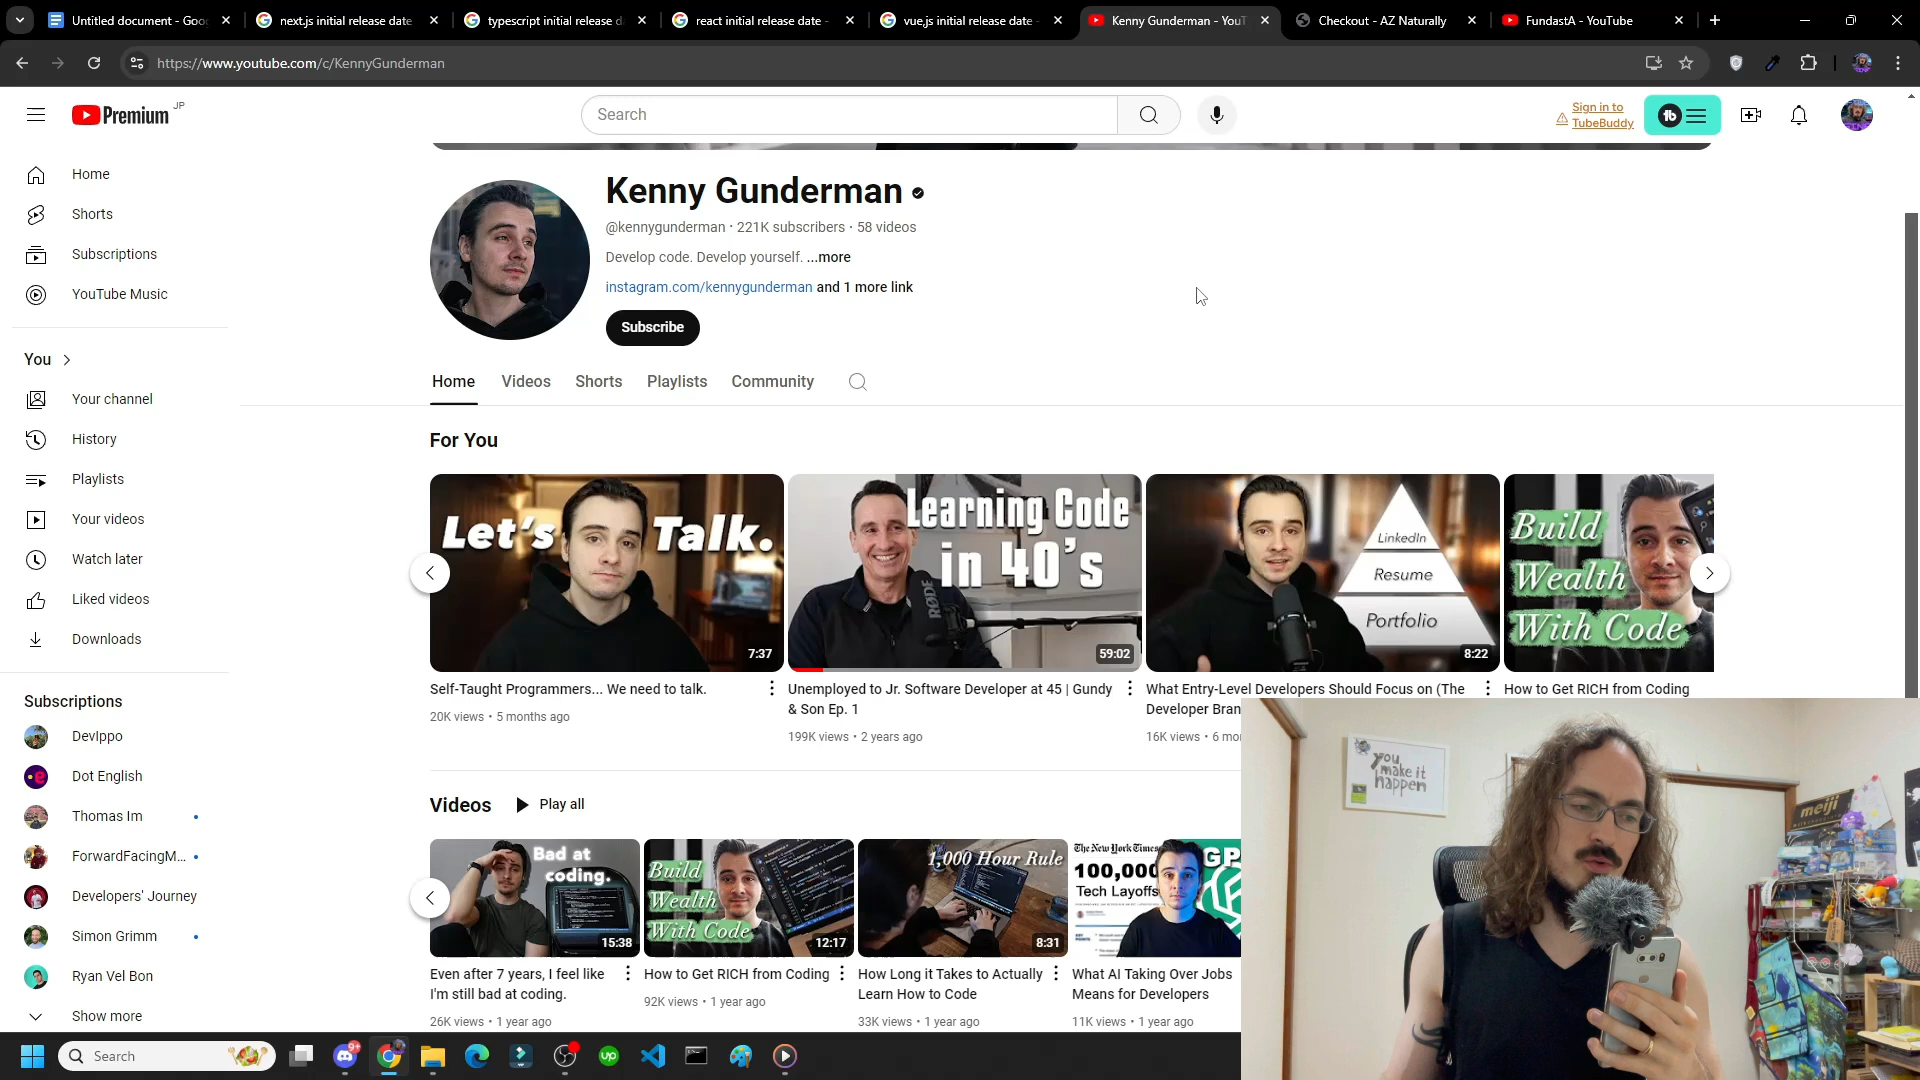 Untitled document - Goo
next.js initial release date
typescript initial release d
react initial release date -
vue.js initial release date -
Kenny Gunderman - YouT
Checkout - AZ Naturally
FundastA - YouTube
https://www.youtube.com/c/KennyGunderman
Premium JP
Search
Sign in to
TubeBuddy
tb
Home
Shorts
Subscriptions
YouTube Music
You
Your channel
History
Playlists
Your videos
Watch later
Liked videos
Downloads
Subscriptions
DevIppo
Dot English
Thomas Im
ForwardFacingM...
Developers' Journey
Simon Grimm
Ryan Vel Bon
Show more
Kenny Gunderman
@kennygunderman · 221K subscribers · 58 videos
Develop code. Develop yourself. ...more
instagram.com/kennygunderman and 1 more link
Subscribe
Home Videos Shorts Playlists Community
For You
Let's Talk.
7:37
Self-Taught Programmers... We need to talk.
20K views • 5 months ago
Learning Code
in 40's
RØDE
59:02
Unemployed to Jr. Software Developer at 45 | Gundy
& Son Ep. 1
199K views • 2 years ago
LinkedIn
Resume
Portfolio
8:22
What Entry-Level Developers Should Focus on (The
Developer Bran
16K views • 6 mo
Build
Wealth
With Code
How to Get RICH from Coding
Videos
Play all
Bad at
coding.
15:38
Even after 7 years, I feel like
I'm still bad at coding.
26K views • 1 year ago
Build
Wealth
With Code
12:17
How to Get RICH from Coding
92K views • 1 year ago
1,000 Hour Rule
8:31
How Long it Takes to Actually
Learn How to Code
33K views • 1 year ago
The New York Times
100,000
Tech Layoffs
GP
What AI Taking Over Jobs
Means for Developers
11K views • 1 year ago
you
make it
happen
meiji
Search
9+
up